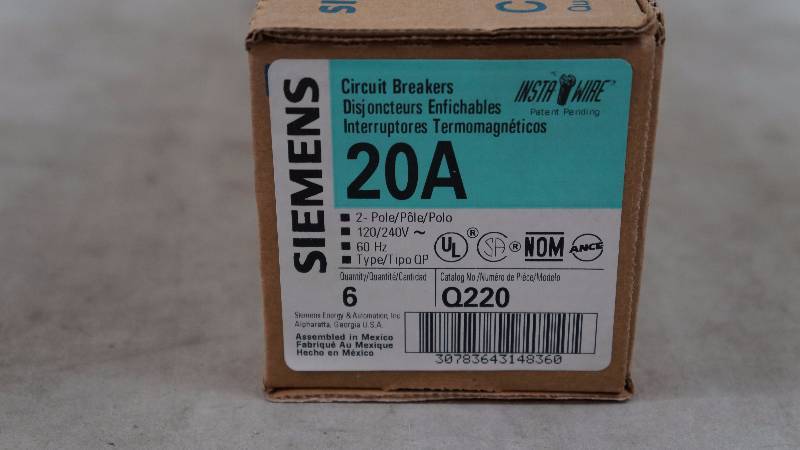 SIEMENS
Circuit Breakers
Disjoncteurs Enfichables
Interruptores Termomagnéticos
INSTA WIRE
Patent Pending
20A
2- Pole/Pôle/Polo
120/240V ~
60 Hz
Type/Tipo QP
UL ® SA ® NOM ANCE
Quantity/Quantité/Cantidad
6
Catalog No./Numéro de Pièce/Modelo
Q220
Siemens Energy & Automation, Inc
Alpharetta, Georgia U.S.A.
Assembled in Mexico
Fabriqué Au Mexique
Hecho en México
30783643148360